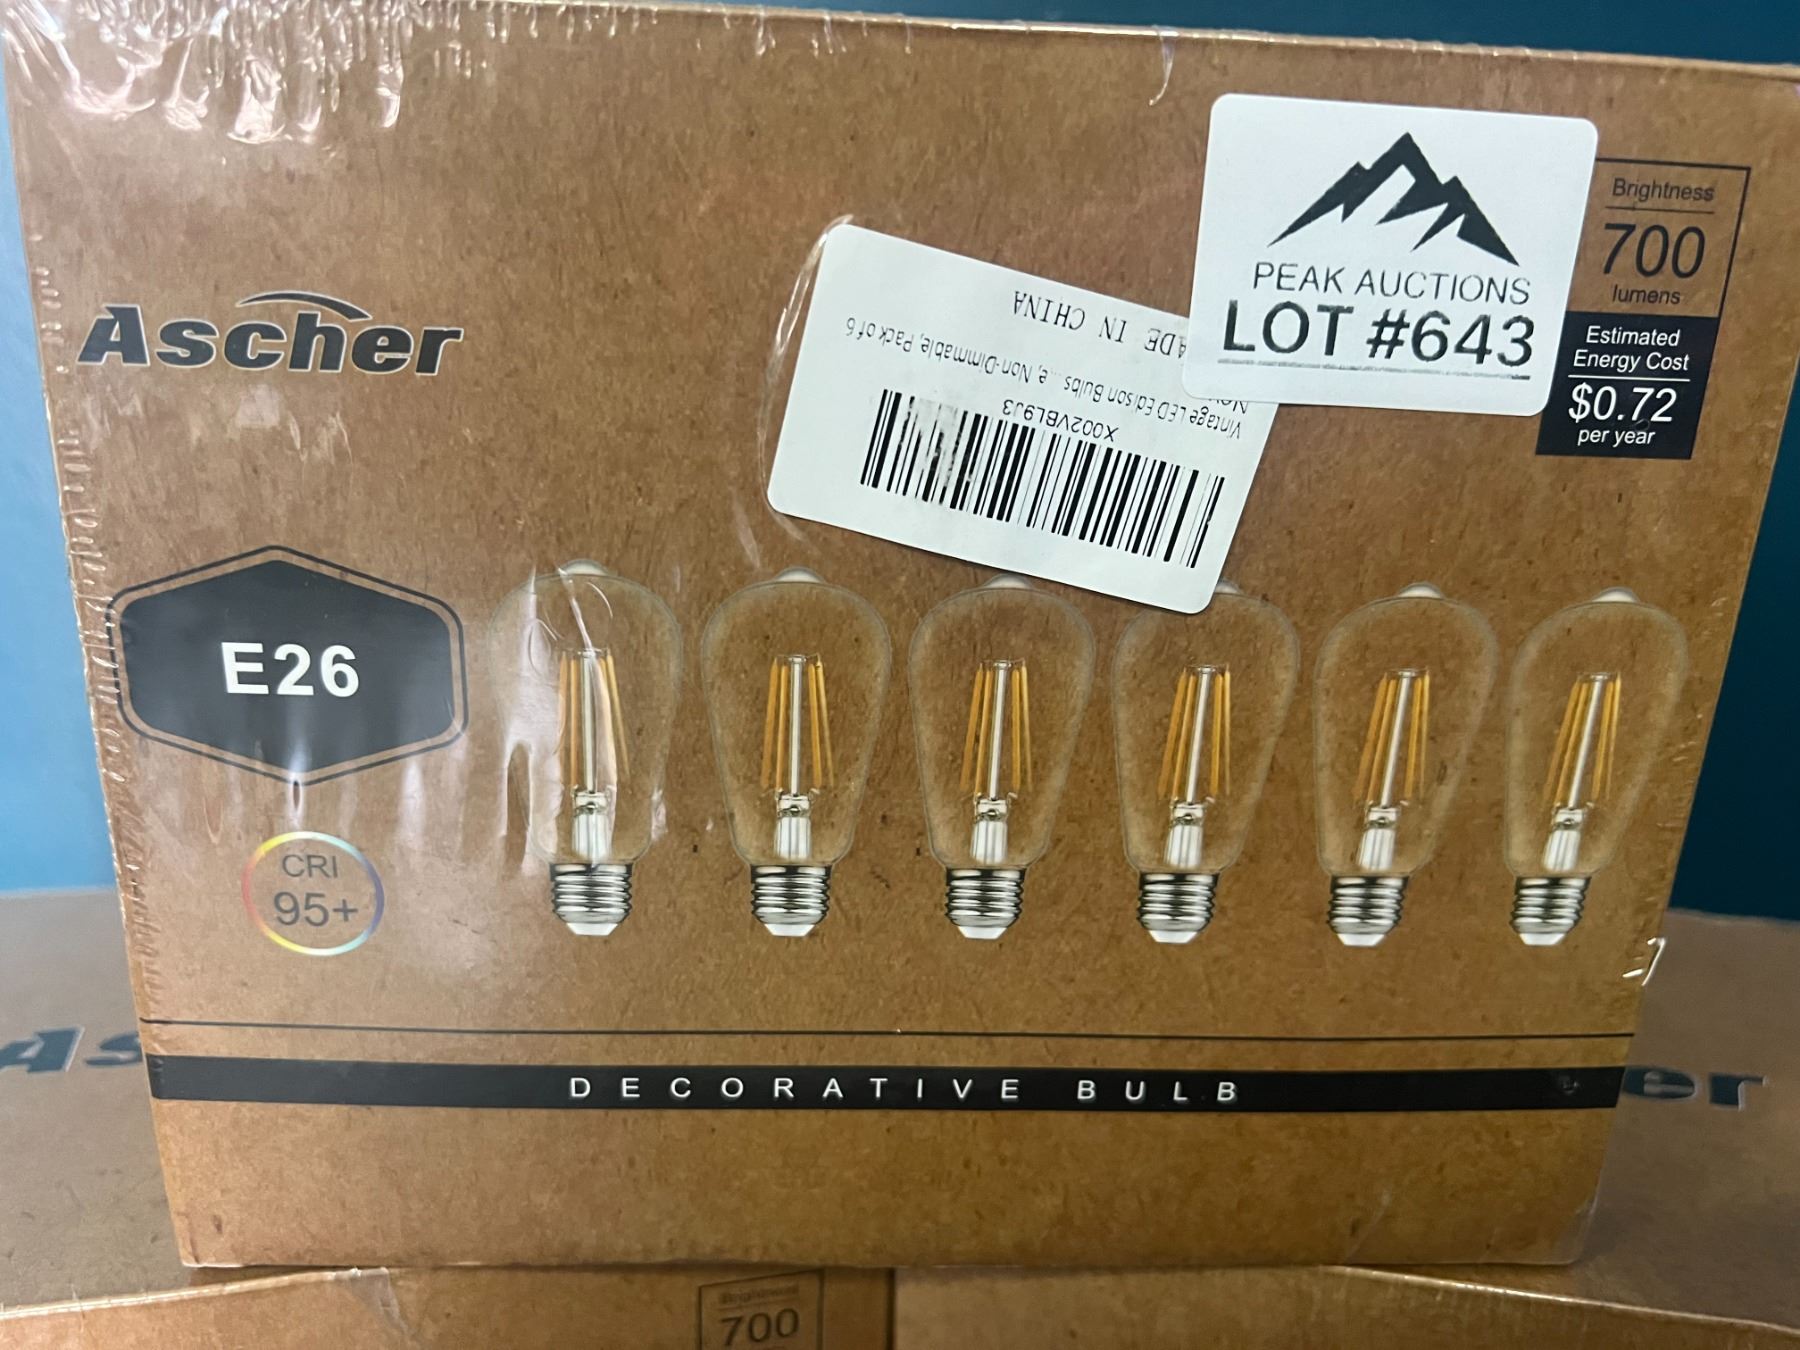 Ascher
PEAK AUCTIONS
LOT #643
Brightness
700
lumens
Estimated
Energy Cost
$0.72
per year
X002VBL9J3
Vintage LED Edison Bulbs... e, Non-Dimmable, Pack of 6
IN CHINA
E26
CRI
95+
DECORATIVE BULB
Brightness
700